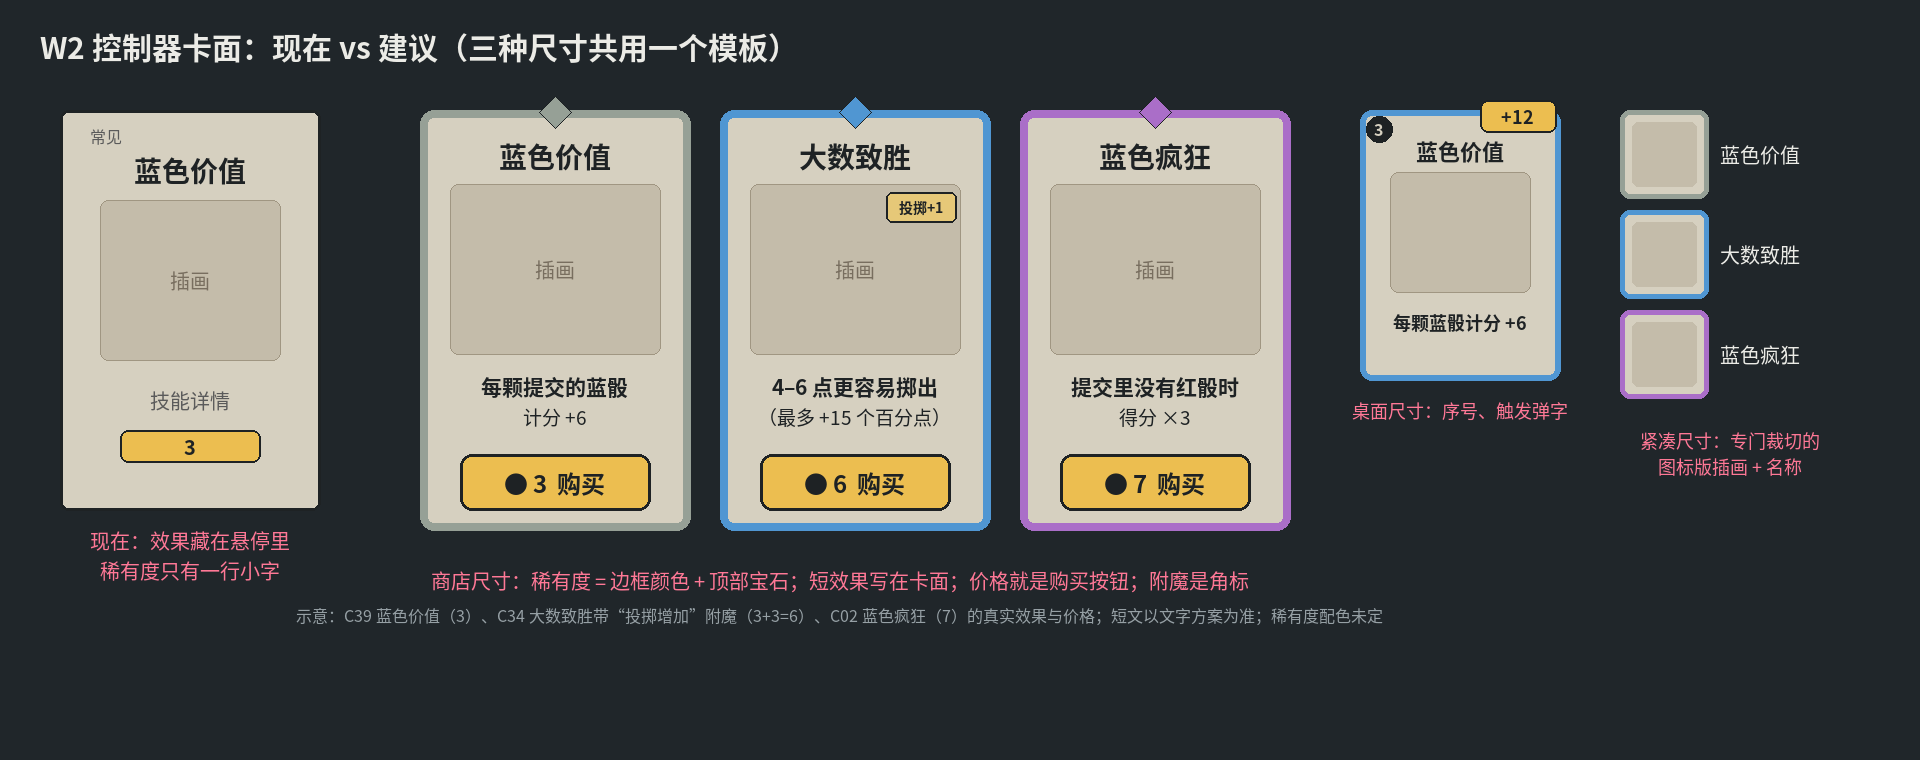 W2 控制器卡面：现在 vs 建议（三种尺寸共用一个模板）
常见
蓝色价值
插画
技能详情
3
现在：效果藏在悬停里
稀有度只有一行小字
蓝色价值
插画
每颗提交的蓝骰
计分 +6
3 购买
大数致胜
投掷+1
插画
4–6 点更容易掷出
（最多 +15 个百分点）
6 购买
蓝色疯狂
插画
提交里没有红骰时
得分 ×3
7 购买
商店尺寸：稀有度 = 边框颜色 + 顶部宝石；短效果写在卡面；价格就是购买按钮；附魔是角标
示意：C39 蓝色价值（3）、C34 大数致胜带“投掷增加”附魔（3+3=6）、C02 蓝色疯狂（7）的真实效果与价格；短文以文字方案为准；稀有度配色未定
+12
3
蓝色价值
每颗蓝骰计分 +6
桌面尺寸：序号、触发弹字
蓝色价值
大数致胜
蓝色疯狂
紧凑尺寸：专门裁切的
图标版插画 + 名称